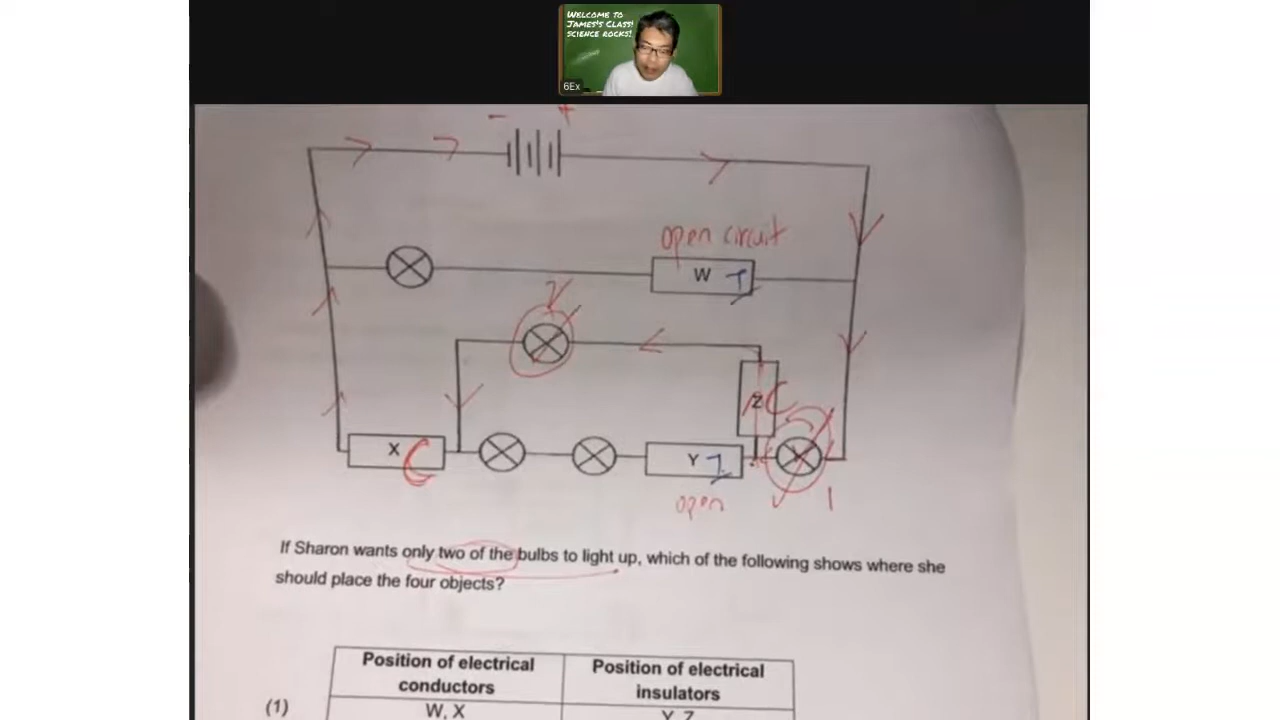 WELCOME TO
JAMES'S CLASS!
SCIENCE ROCKS!
6Ex
- +
open circuit
W I
2
Z C
X C
Y I
1
open
If Sharon wants only two of the bulbs to light up, which of the following shows where she
should place the four objects?
Position of electrical conductors
Position of electrical insulators
(1)
W, X
Y, Z